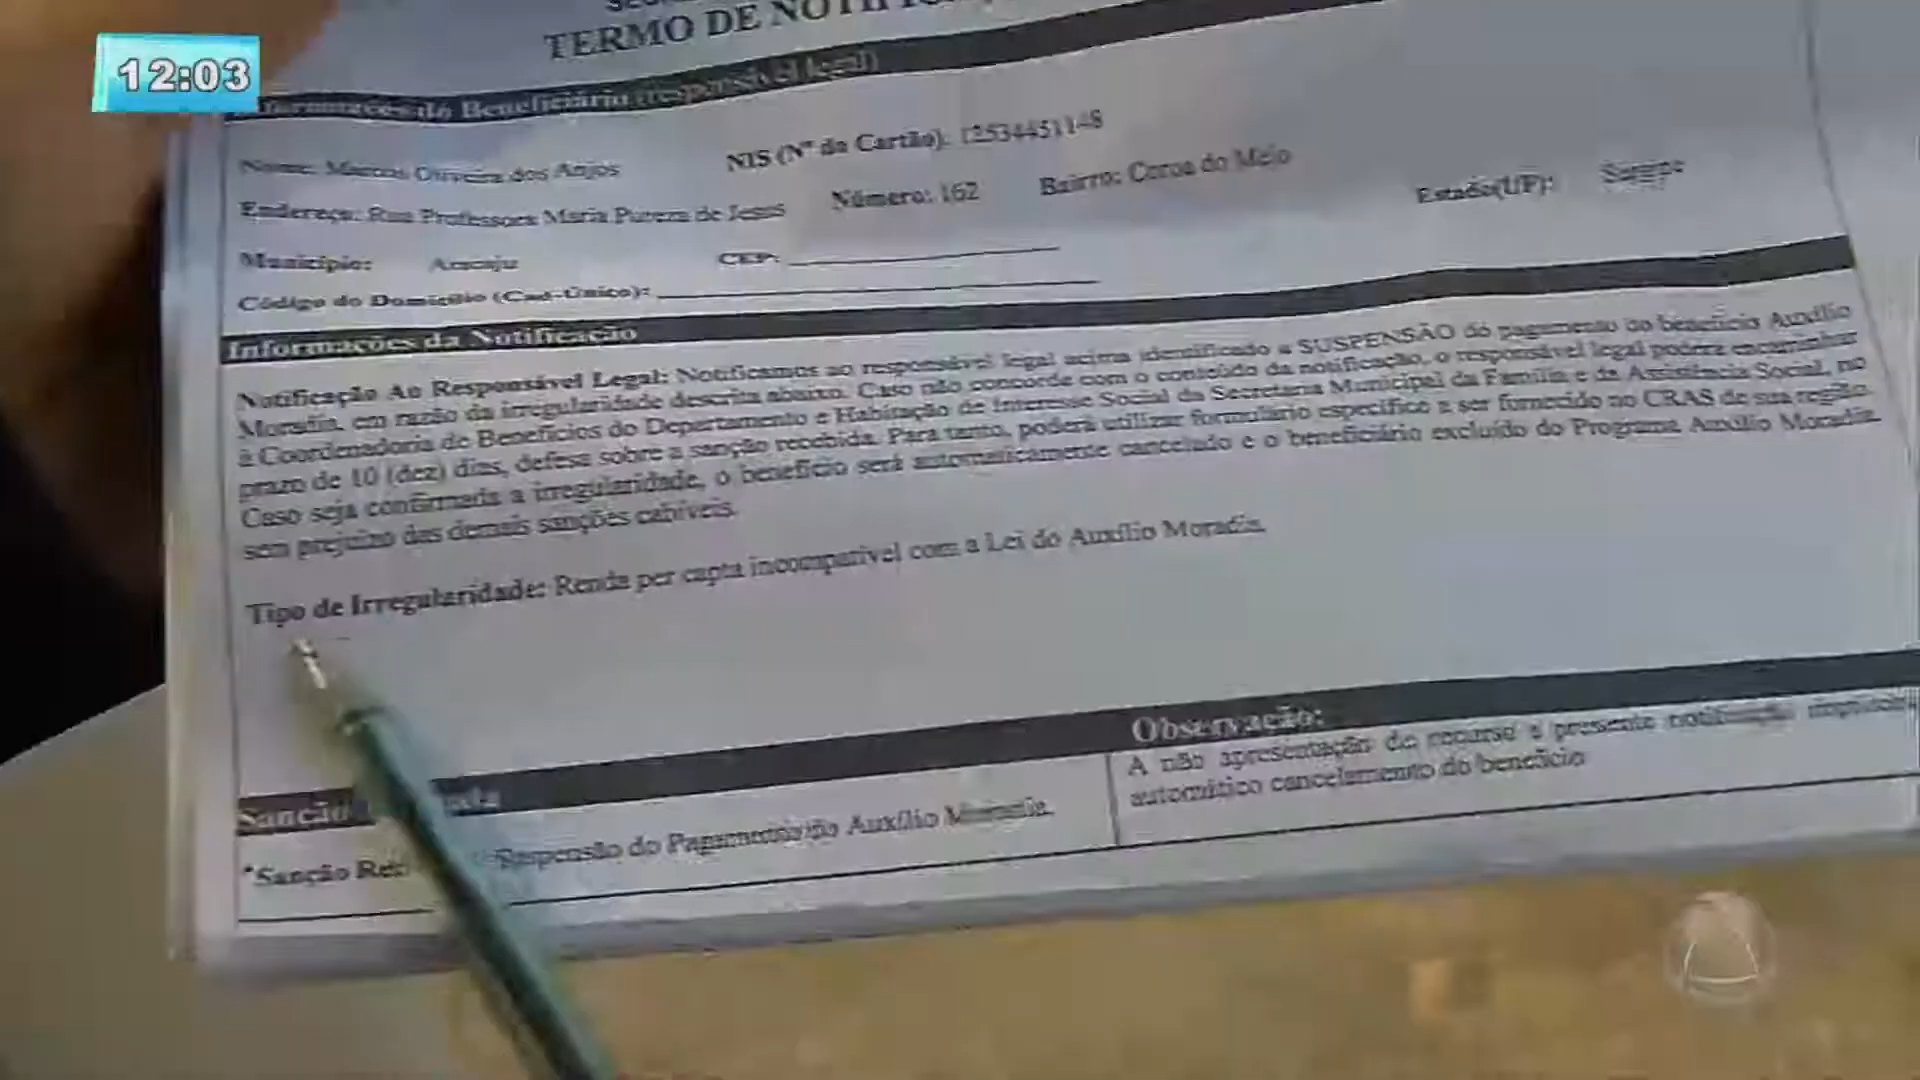 12:03
TERMO DE
Informações do Beneficiário (responsável legal)
Nome: Marcos Oliveira dos Anjos
NIS (Nº do Cartão): 12534451148
Endereço: Rua Professora Maria Pureza de Jesus
Número: 162
Bairro: Coroa do Meio
Estado(UF): Sergipe
Município: Aracaju
CEP:
Código do Domicílio (Cad-Único):
Informações da Notificação
Notificação Ao Responsável Legal: Notificamos ao responsável legal acima identificado a SUSPENSÃO do pagamento do benefício Auxílio
Moradia, em razão da irregularidade descrita abaixo. Caso não concorde com o conteúdo da notificação, o responsável legal poderá encaminhar
à Coordenadoria de Benefícios do Departamento e Habitação de Interesse Social da Secretaria Municipal da Família e da Assistência Social, no
prazo de 10 (dez) dias, defesa sobre a sanção recebida. Para tanto, poderá utilizar formulário específico a ser fornecido no CRAS de sua região.
Caso seja confirmada a irregularidade, o benefício será automaticamente cancelado e o beneficiário excluído do Programa Auxílio Moradia
sem prejuízo das demais sanções cabíveis.
Tipo de Irregularidade: Renda per capta incompatível com a Lei do Auxílio Moradia.
Observação:
A não apresentação de recurso a presente notificação
automático cancelamento do benefício
Sanção
*Sanção Suspensão do Pagamento do Auxílio Moradia.